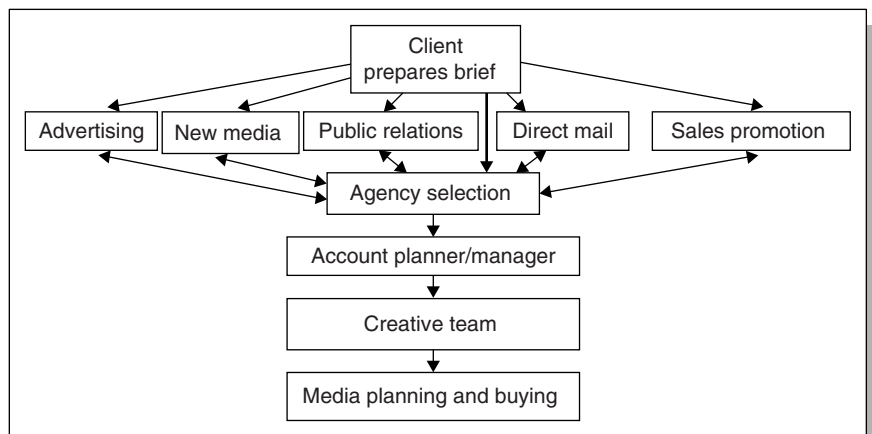 Client
prepares brief
Advertising
New media
Public relations
Direct mail
Sales promotion
Agency selection
Account planner/manager
Creative team
Media planning and buying